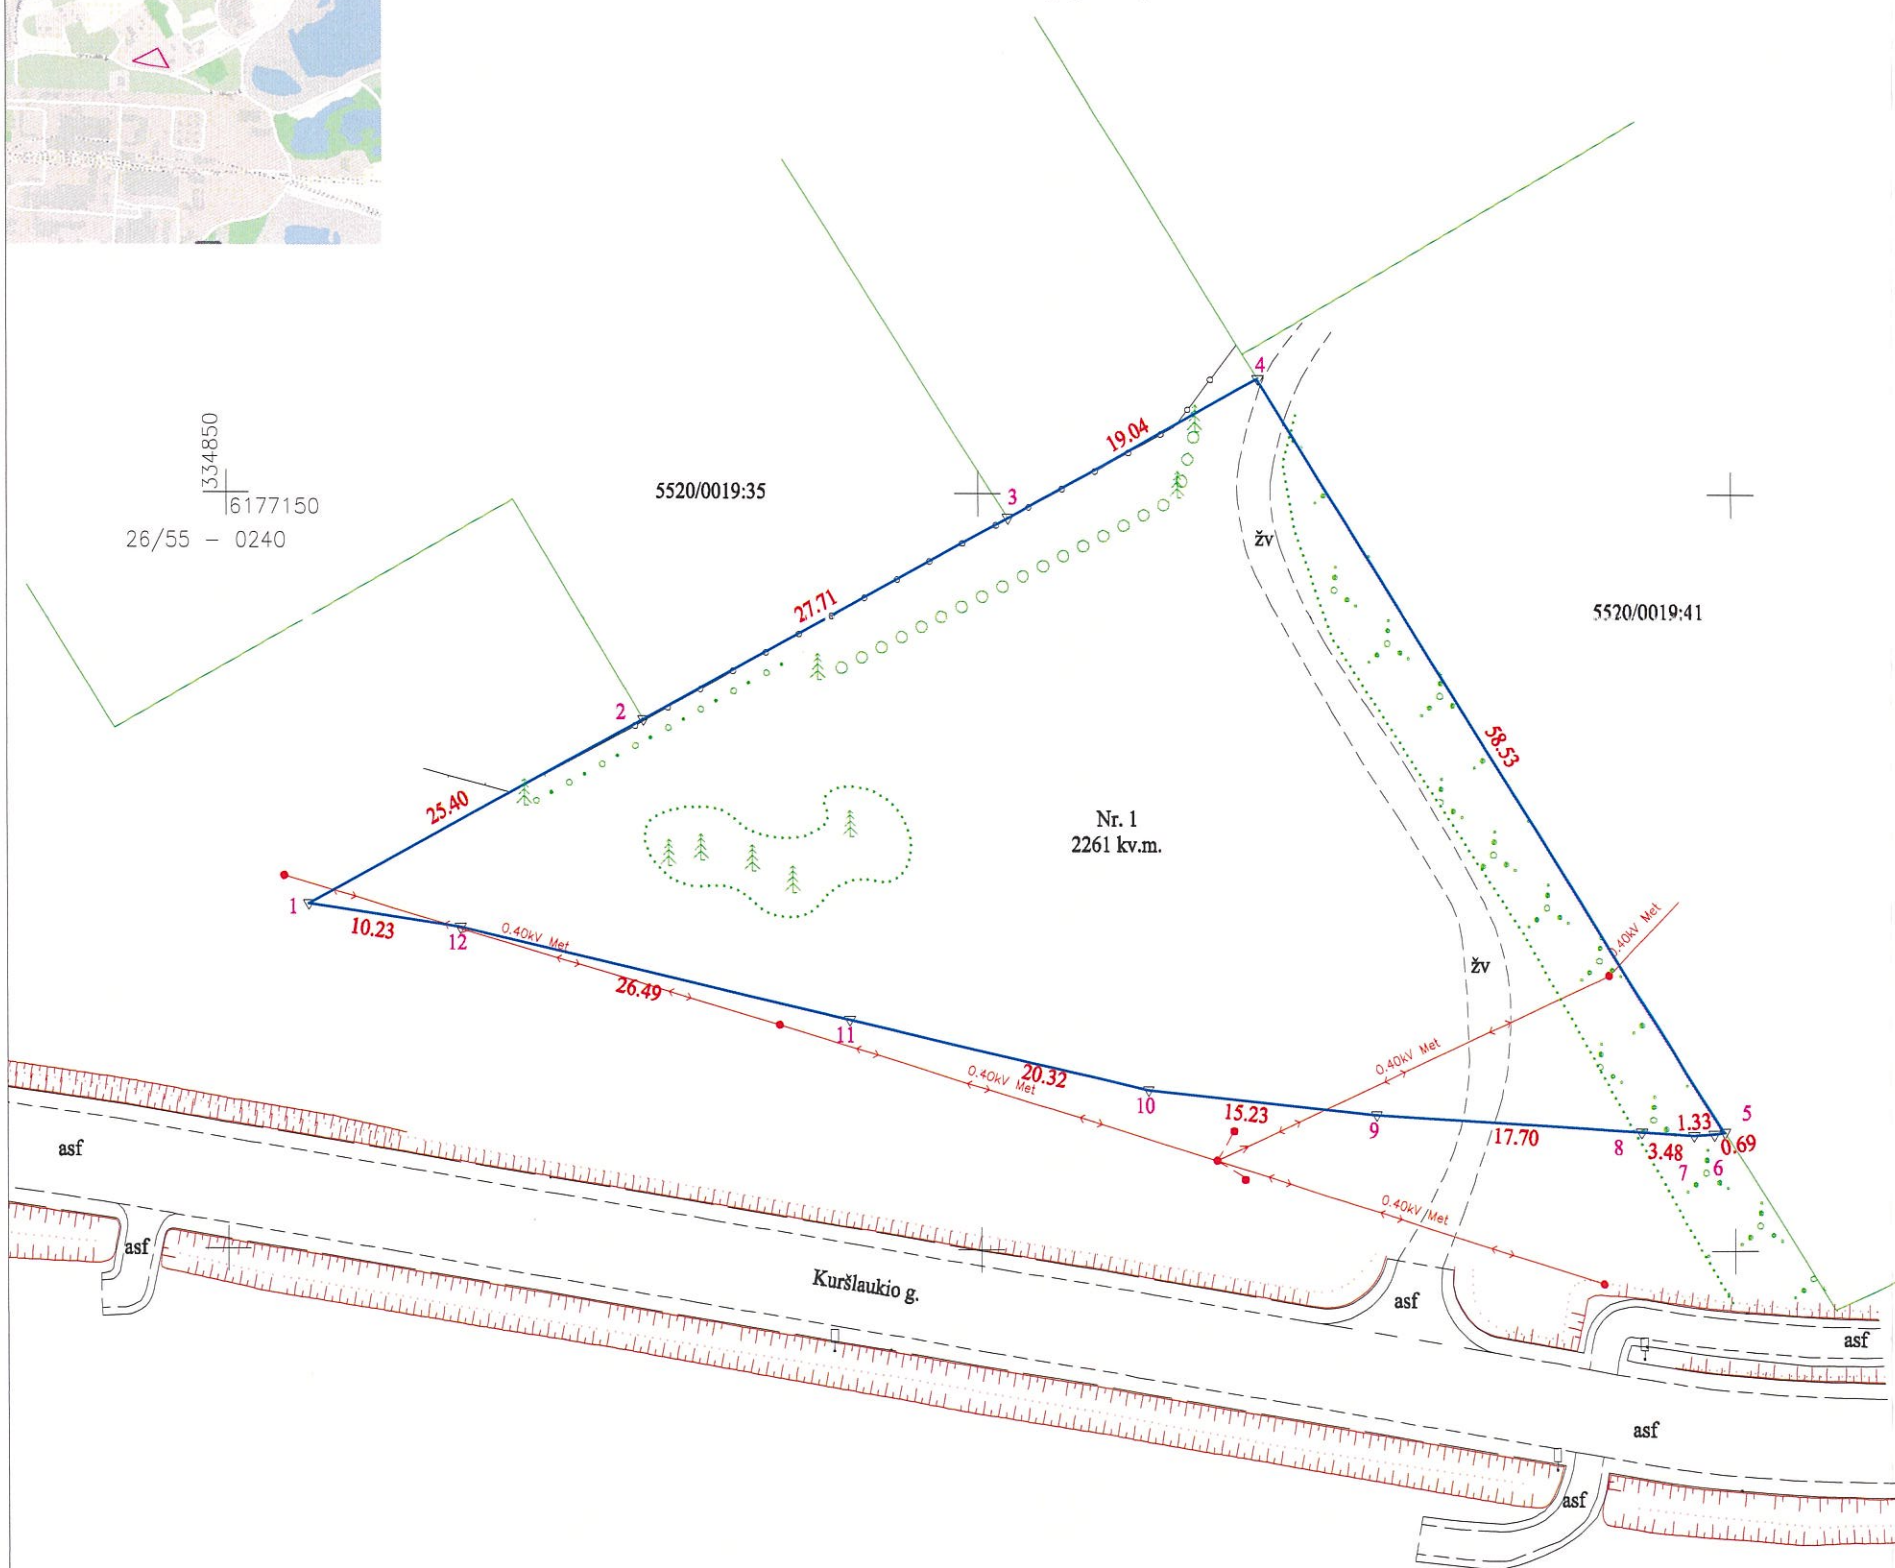 4
19.04
334850
6177150
26/55 - 0240
5520/0019:35
3
žv
27.71
5520/0019:41
2
58.53
25.40
Nr. 1
2261 kv.m.
1
10.23
12
0.40kV Met
0.40kV Met
žv
26.49
11
0.40kV Met
20.32
0.40kV Met
10
15.23
9
17.70
8
3.48
1.33
5
0.69
7
6
asf
0.40kV Met
asf
Kuršlaukio g.
asf
asf
asf
asf